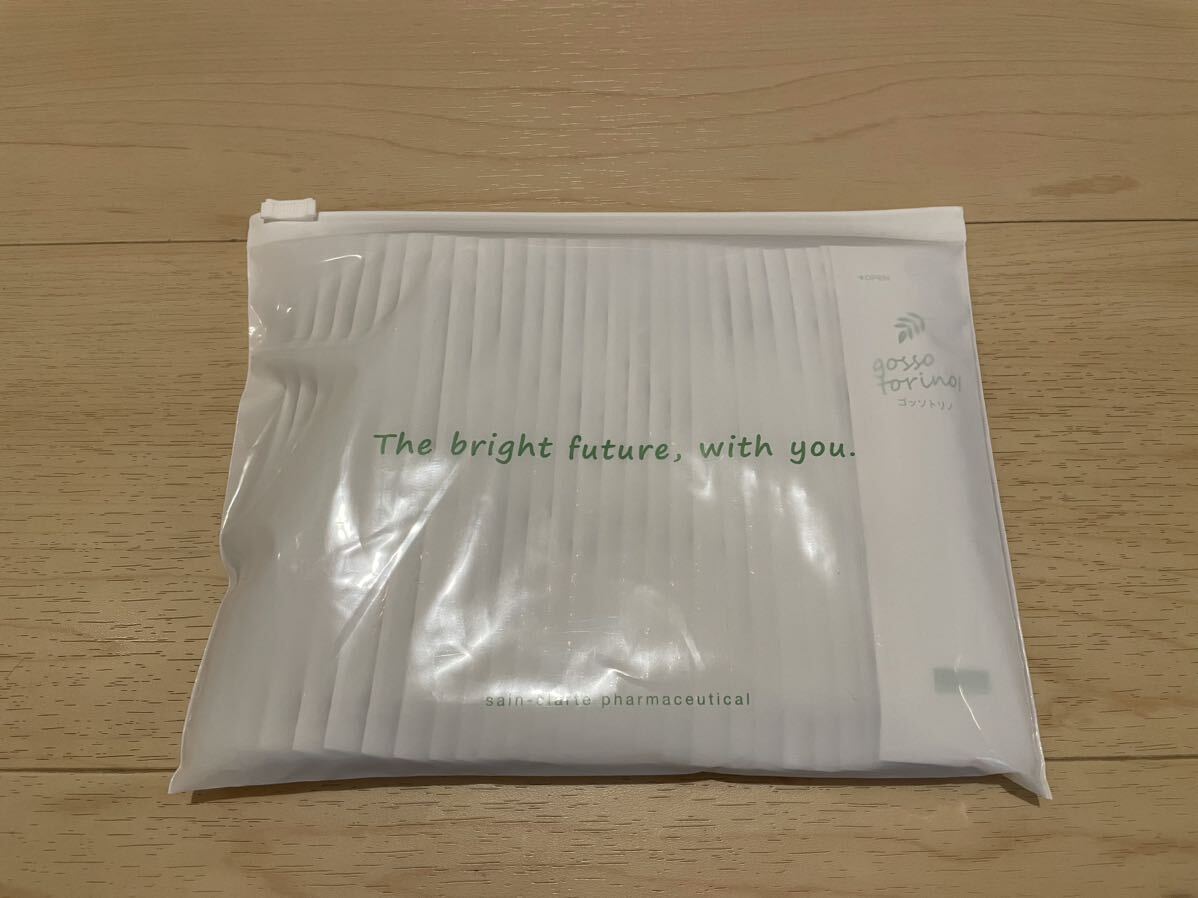 OPEN
gosso
torino
ゴッソトリノ
The bright future, with you.
sain-clarte pharmaceutical